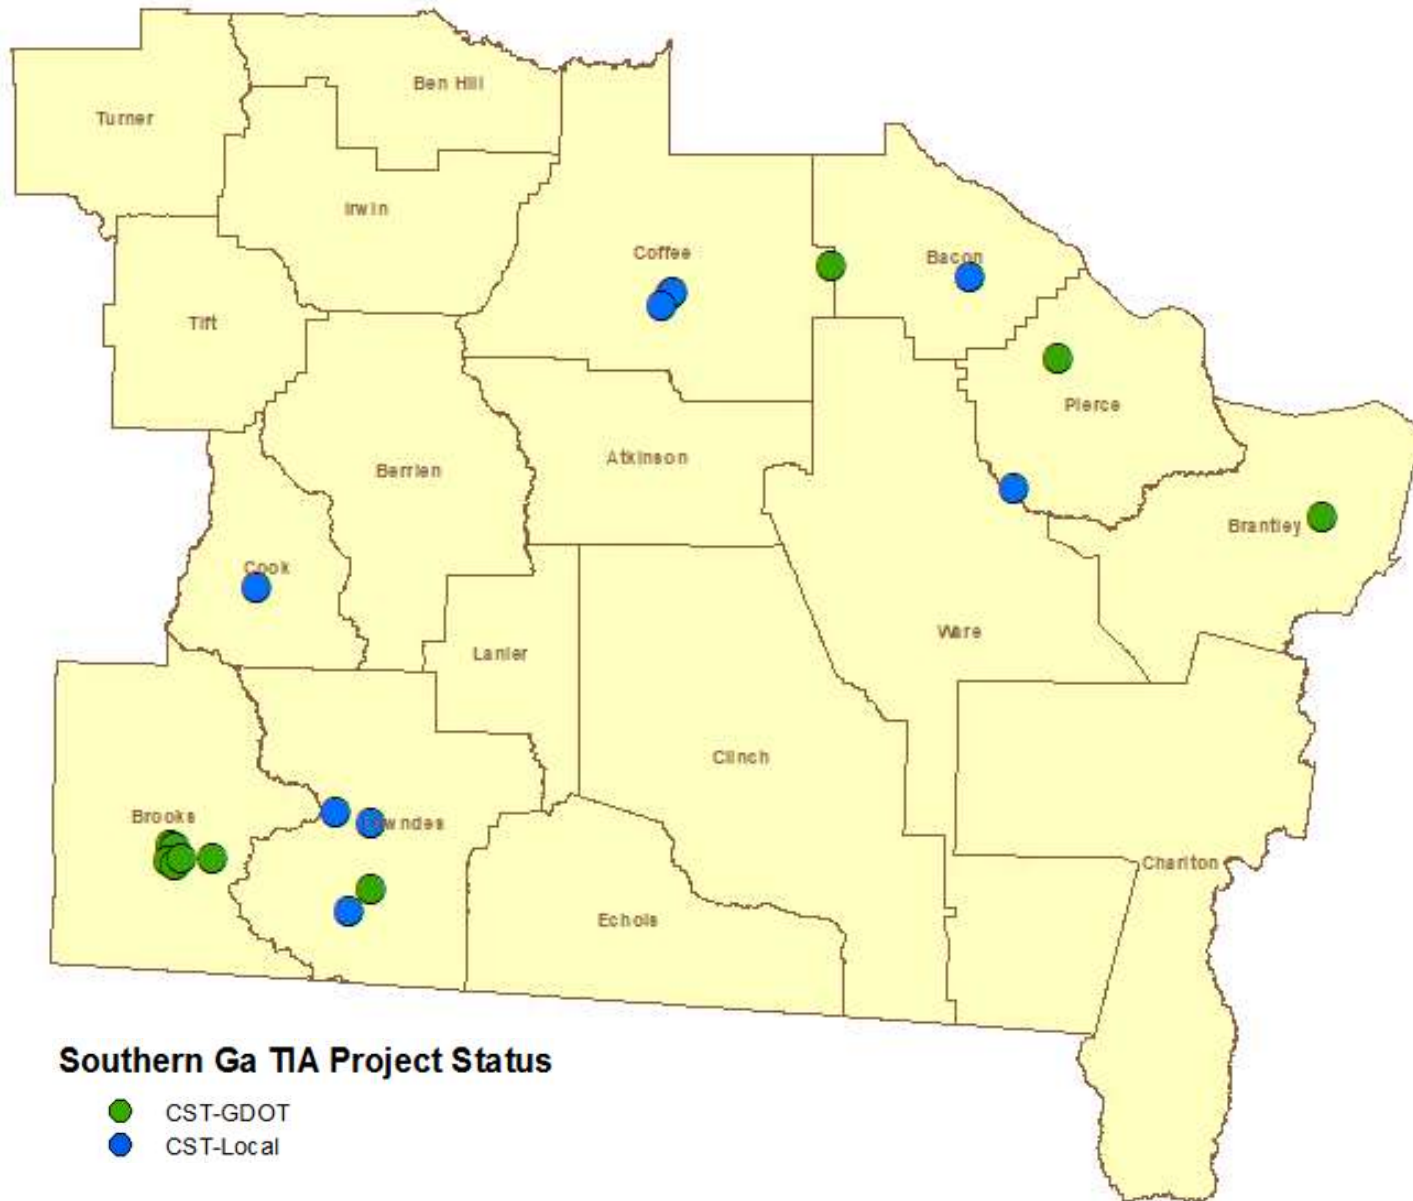 Ben Hill
Turner
Irwin
Coffee
Bacon
Tift
Pierce
Berrien
Atkinson
Brantley
Cook
Ware
Lanier
Clinch
Brooks
Lowndes
Charlton
Echols
Southern Ga TIA Project Status
CST-GDOT
CST-Local